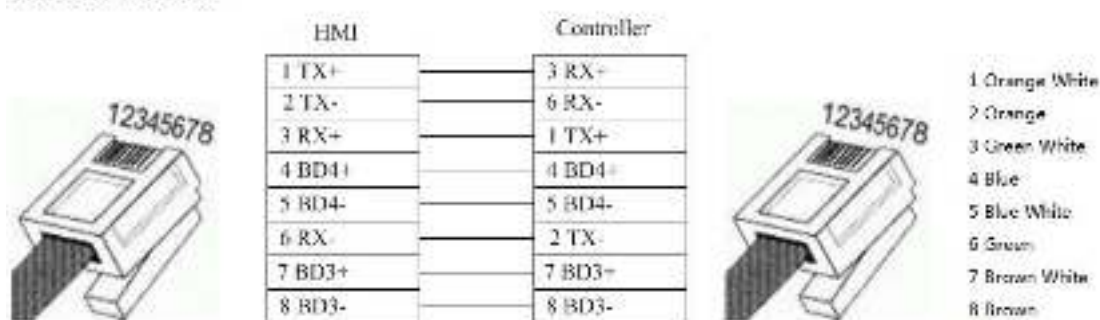 HMI
Controller
1 TX+
3 RX+
2 TX-
6 RX-
3 RX+
1 TX+
4 BD4+
4 BD4+
5 BD4-
5 BD4-
6 RX-
2 TX-
7 BD3+
7 BD3+
8 BD3-
8 BD3-
12345678
12345678
1 Orange White
2 Orange
3 Green White
4 Blue
5 Blue White
6 Green
7 Brown White
8 Brown